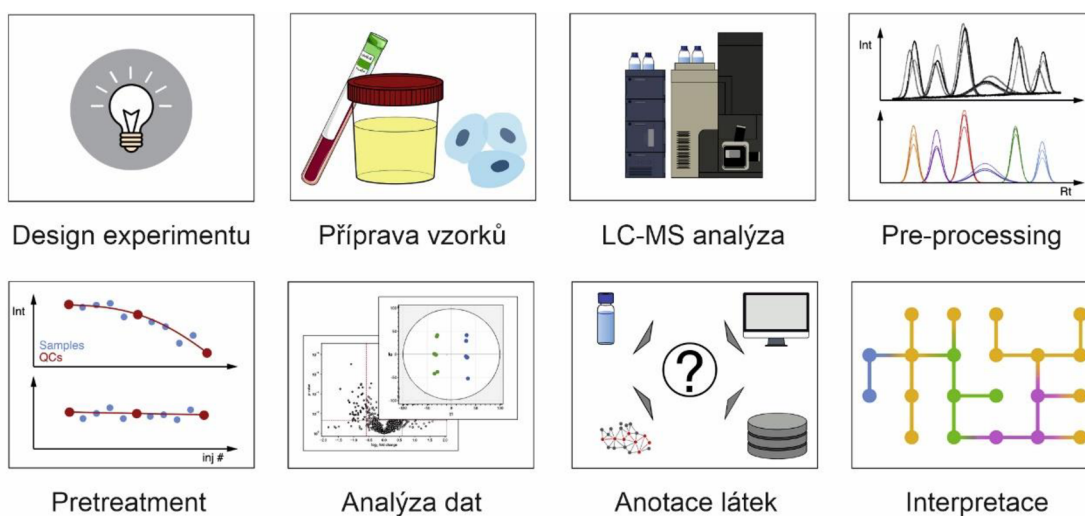 Int
Rt
Design experimentu
Příprava vzorků
LC-MS analýza
Pre-processing
Int
Samples
QCs
inj #
?
Pretreatment
Analýza dat
Anotace látek
Interpretace